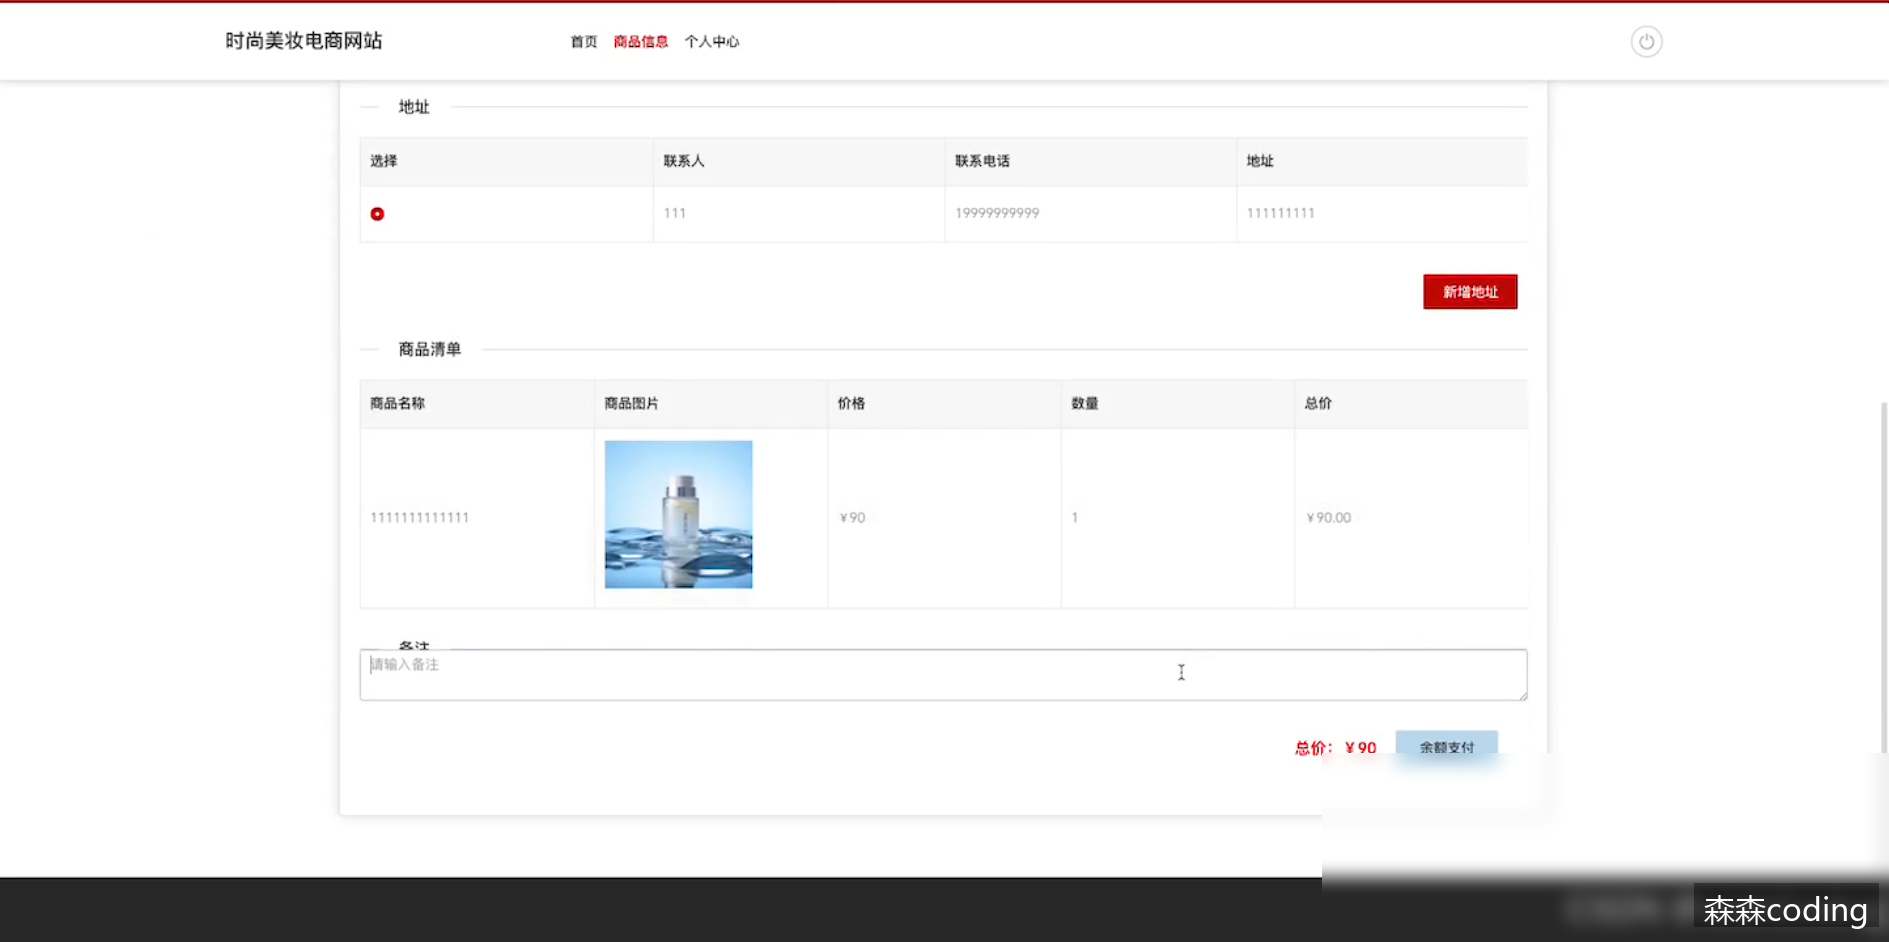 时尚美妆电商网站 首页 商品信息 个人中心
地址
选择 联系人 联系电话 地址
111 19999999999 111111111
新增地址
商品清单
商品名称 商品图片 价格 数量 总价
1111111111111 ¥90 1 ¥90.00
备注
请输入备注
总价：¥90 余额支付
森森coding